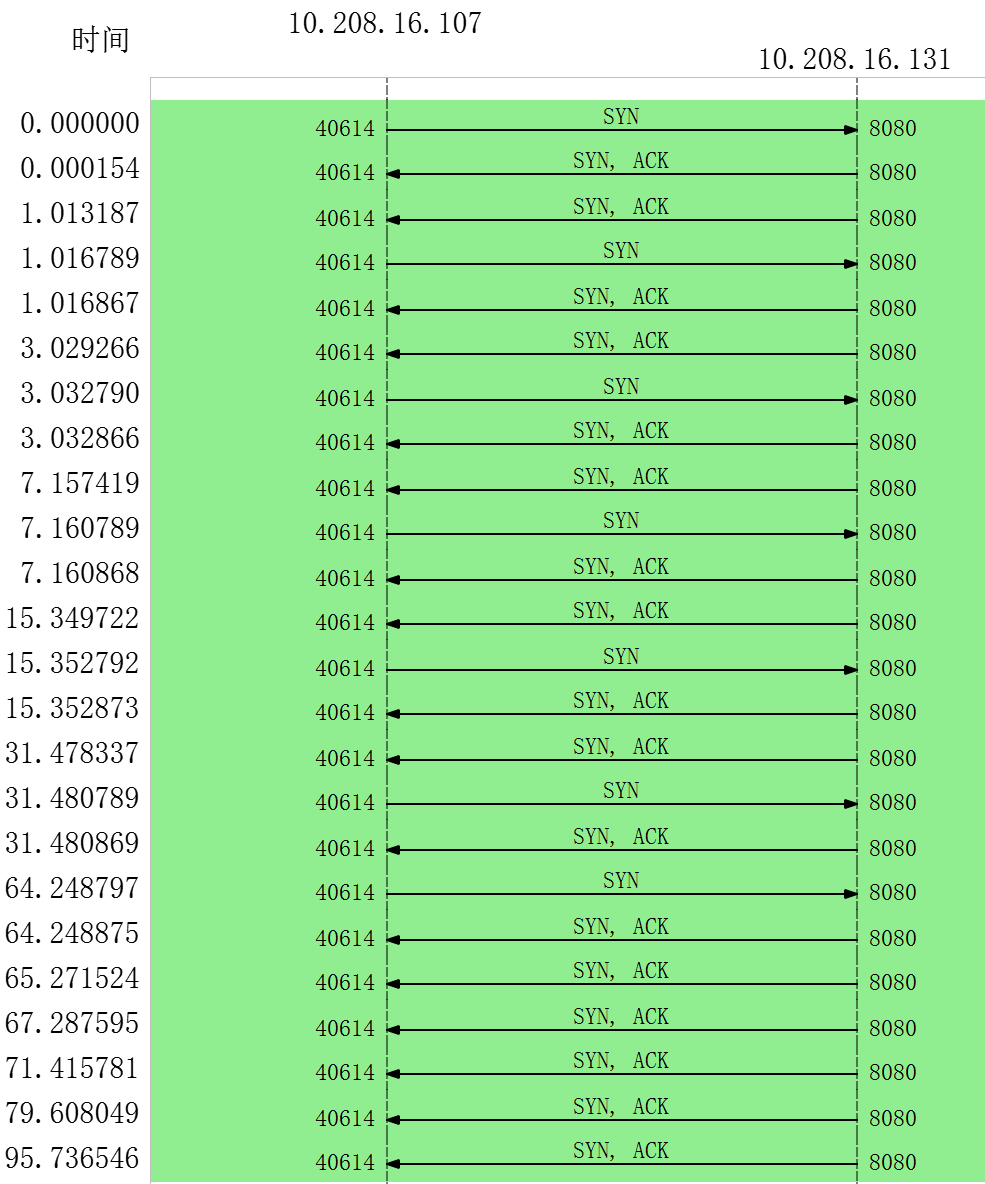 时间
10.208.16.107
10.208.16.131
0.000000 40614 SYN 8080
0.000154 40614 SYN, ACK 8080
1.013187 40614 SYN, ACK 8080
1.016789 40614 SYN 8080
1.016867 40614 SYN, ACK 8080
3.029266 40614 SYN, ACK 8080
3.032790 40614 SYN 8080
3.032866 40614 SYN, ACK 8080
7.157419 40614 SYN, ACK 8080
7.160789 40614 SYN 8080
7.160868 40614 SYN, ACK 8080
15.349722 40614 SYN, ACK 8080
15.352792 40614 SYN 8080
15.352873 40614 SYN, ACK 8080
31.478337 40614 SYN, ACK 8080
31.480789 40614 SYN 8080
31.480869 40614 SYN, ACK 8080
64.248797 40614 SYN 8080
64.248875 40614 SYN, ACK 8080
65.271524 40614 SYN, ACK 8080
67.287595 40614 SYN, ACK 8080
71.415781 40614 SYN, ACK 8080
79.608049 40614 SYN, ACK 8080
95.736546 40614 SYN, ACK 8080